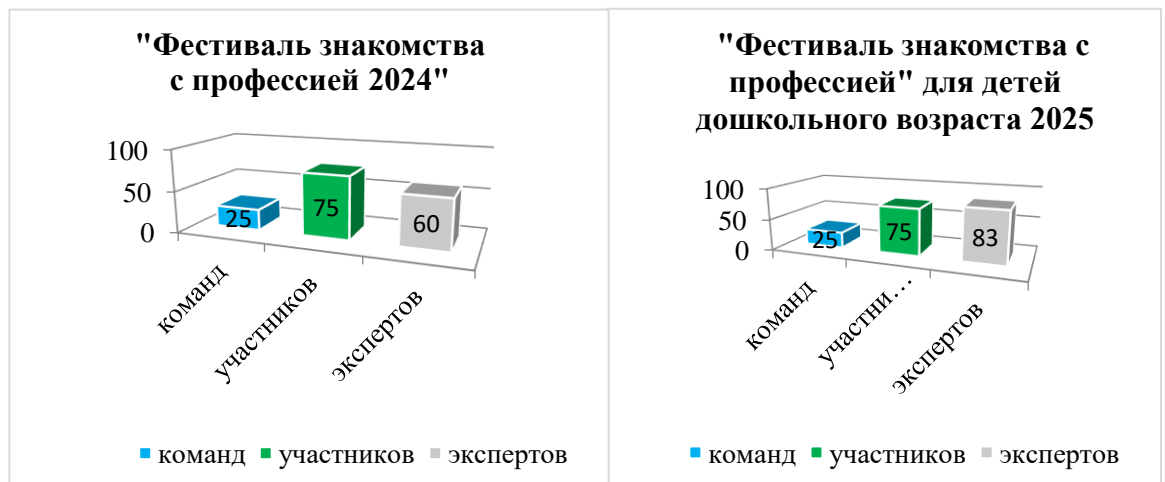 "Фестиваль знакомства
с профессией 2024"
100
50
0
25
75
60
команд
участников
экспертов
команд участников экспертов
"Фестиваль знакомства с
профессией" для детей
дошкольного возраста 2025
100
50
0
25
75
83
команд
участни…
экспертов
команд участников экспертов